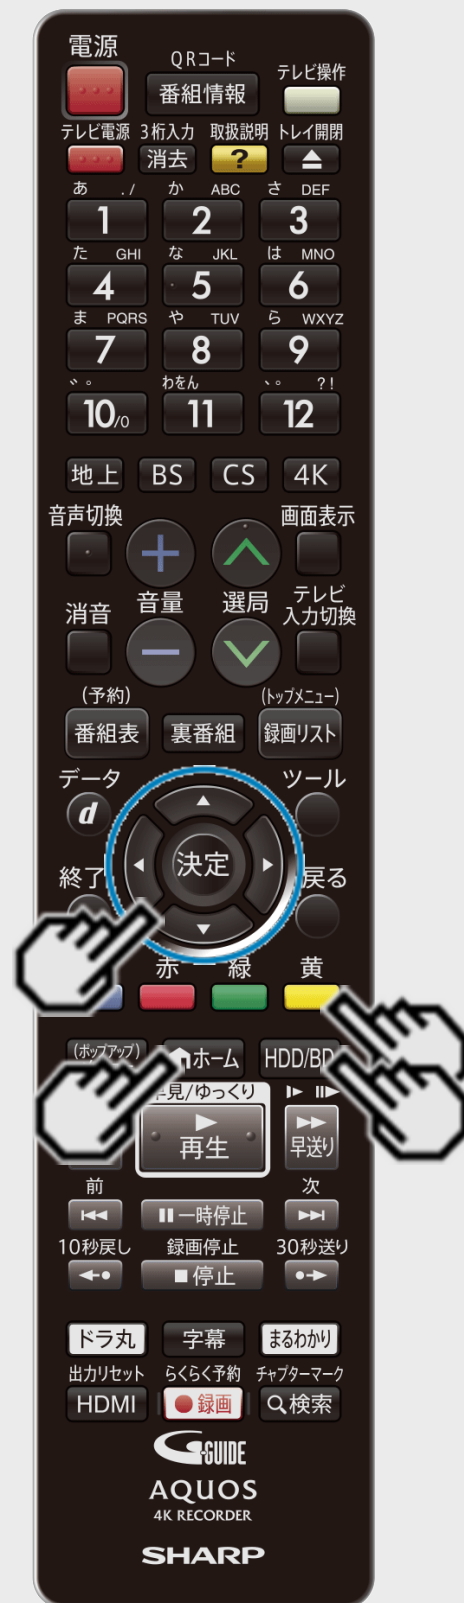 電源
QRコード
番組情報
テレビ操作
テレビ電源 3桁入力 取扱説明 トレイ開閉
消去 ?
あ ./ か ABC さ DEF
1 2 3
た GHI な JKL は MNO
4 5 6
ま PQRS や TUV ら WXYZ
7 8 9
゛゜ わをん 、。 ?!
10/0 11 12
地上 BS CS 4K
音声切換 画面表示
消音 音量 選局 テレビ
入力切換
(予約) (トップメニュー)
番組表 裏番組 録画リスト
データ ツール
d
決定
終了 戻る
赤 緑 黄
(ポップアップ) ホーム HDD/BD
早見/ゆっくり
再生 早送り
前 次
一時停止
10秒戻し 録画停止 30秒送り
停止
ドラ丸 字幕 まるわかり
出力リセット らくらく予約 チャプターマーク
HDMI 録画 検索
G-GUIDE
AQUOS
4K RECORDER
SHARP